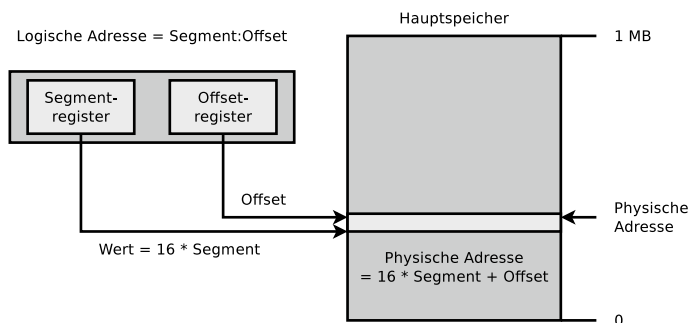 Hauptspeicher
Logische Adresse = Segment:Offset
1 MB
Segment-
register
Offset-
register
Offset
Physische
Adresse
Wert = 16 * Segment
Physische Adresse
= 16 * Segment + Offset
0